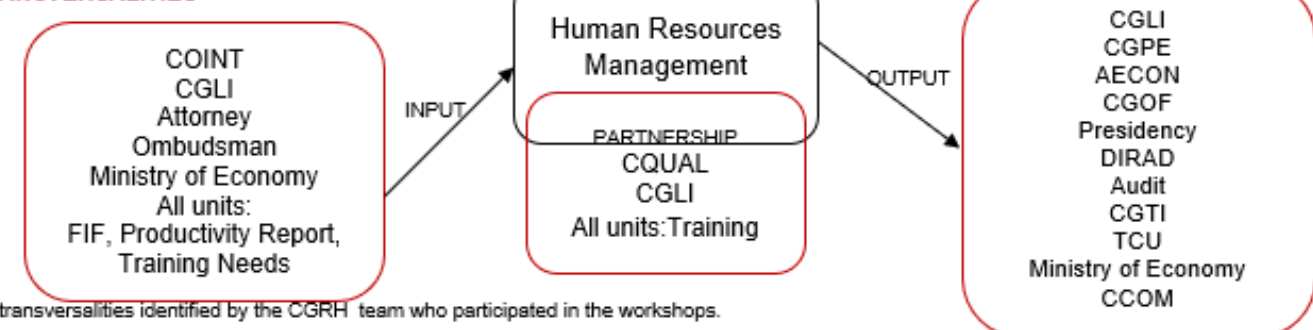 COINT
CGLI
Attorney
Ombudsman
Ministry of Economy
All units:
FIF, Productivity Report,
Training Needs
INPUT
Human Resources
Management
PARTNERSHIP
CQUAL
CGLI
All units:Training
OUTPUT
CGLI
CGPE
AECON
CGOF
Presidency
DIRAD
Audit
CGTI
TCU
Ministry of Economy
CCOM
transversalities identified by the CGRH team who participated in the workshops.